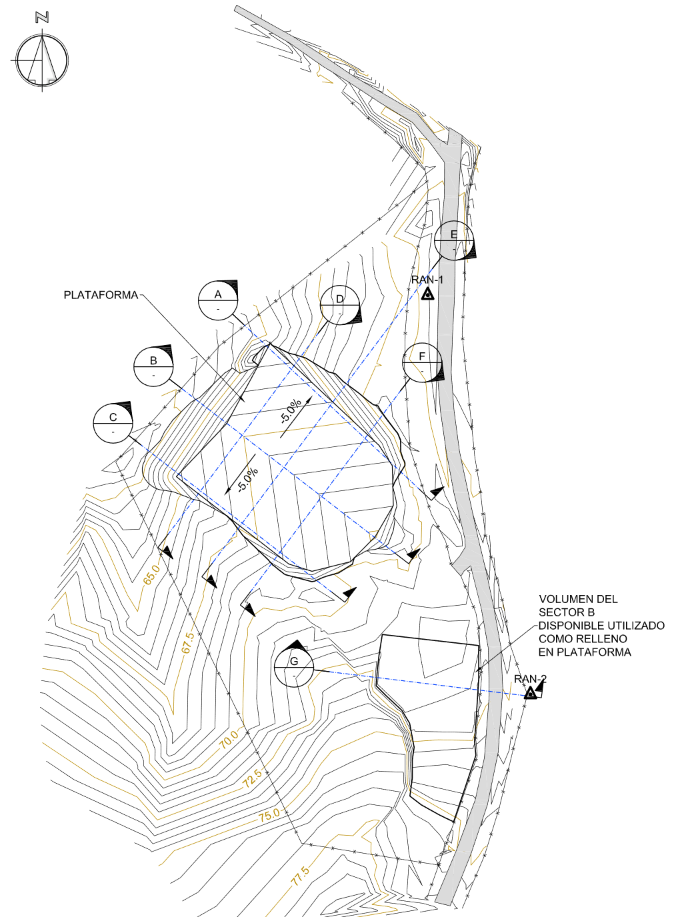 N
E
-
RAN-1
A
-
D
-
PLATAFORMA
B
-
F
-
C
-
-5.0%
-5.0%
65.0
67.5
VOLUMEN DEL
SECTOR B
DISPONIBLE UTILIZADO
COMO RELLENO
EN PLATAFORMA
G
-
RAN-2
70.0
72.5
75.0
77.5